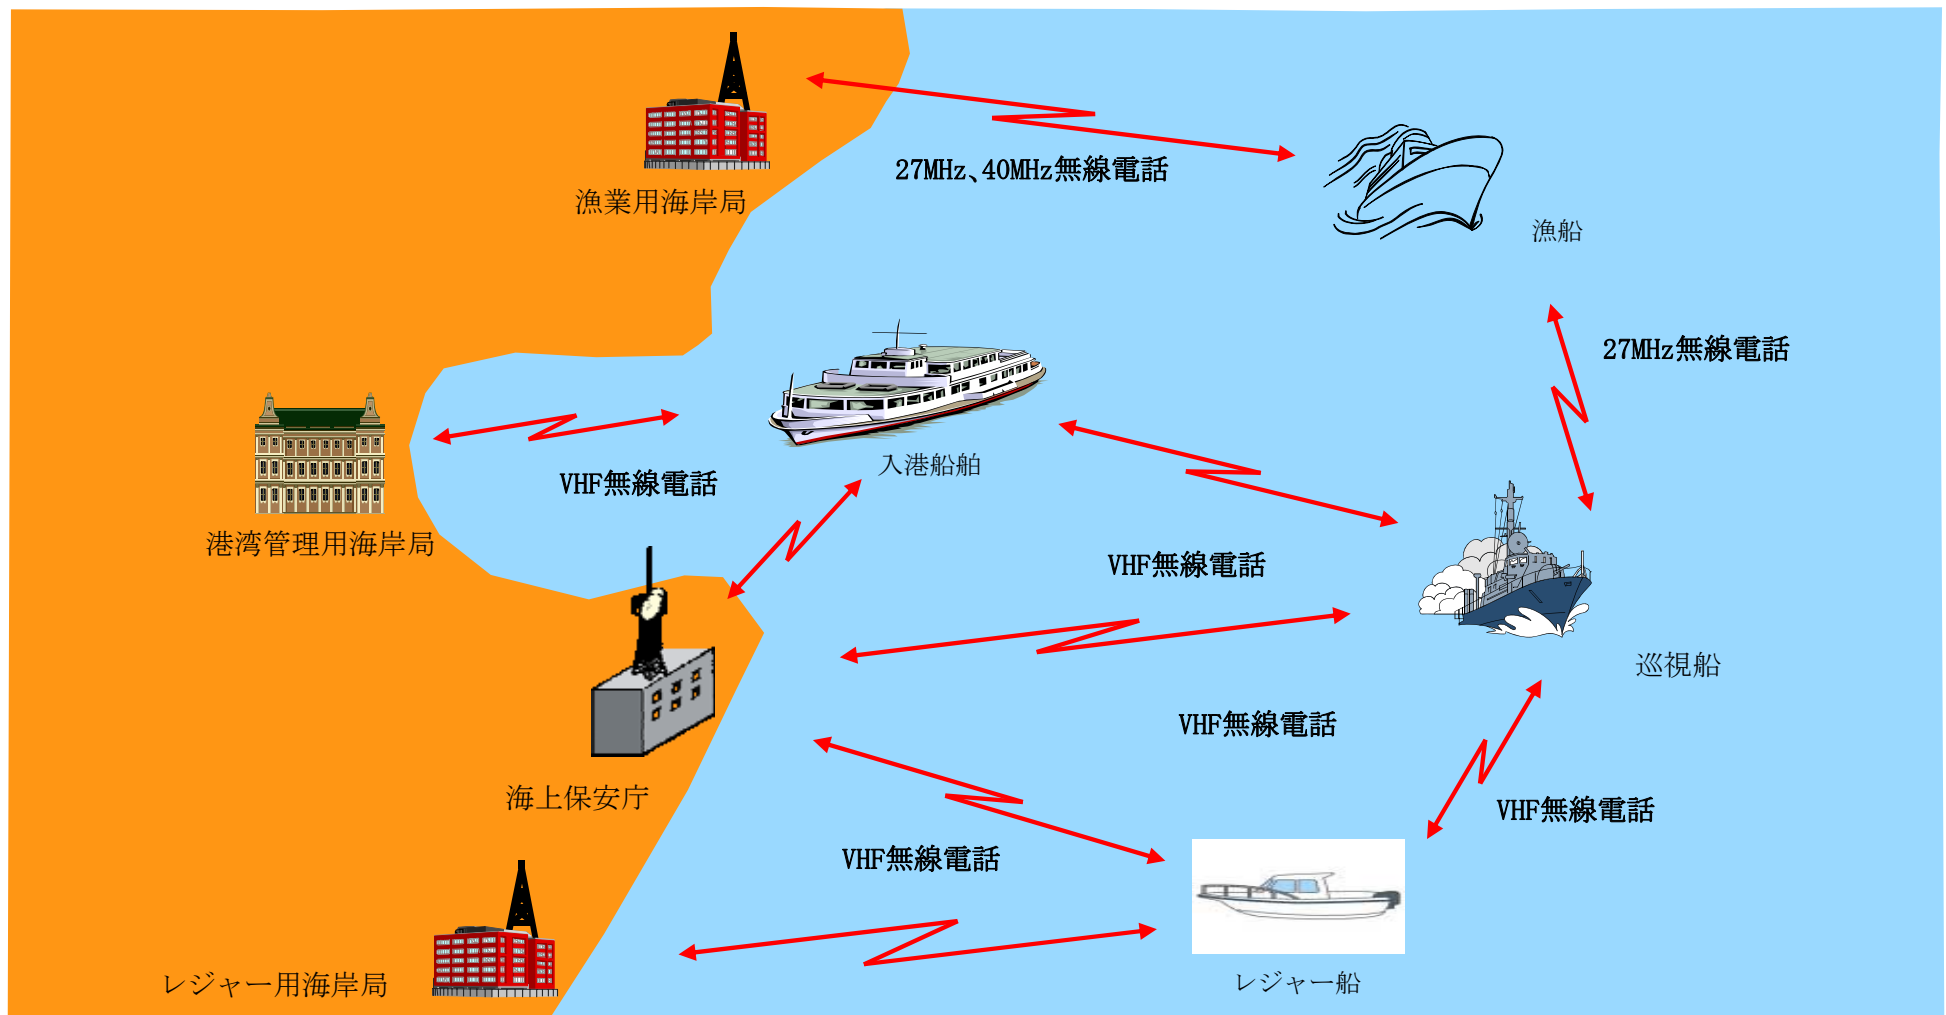 27MHz、40MHz無線電話
漁業用海岸局
漁船
27MHz無線電話
入港船舶
VHF無線電話
港湾管理用海岸局
VHF無線電話
巡視船
VHF無線電話
海上保安庁
VHF無線電話
VHF無線電話
レジャー用海岸局
レジャー船